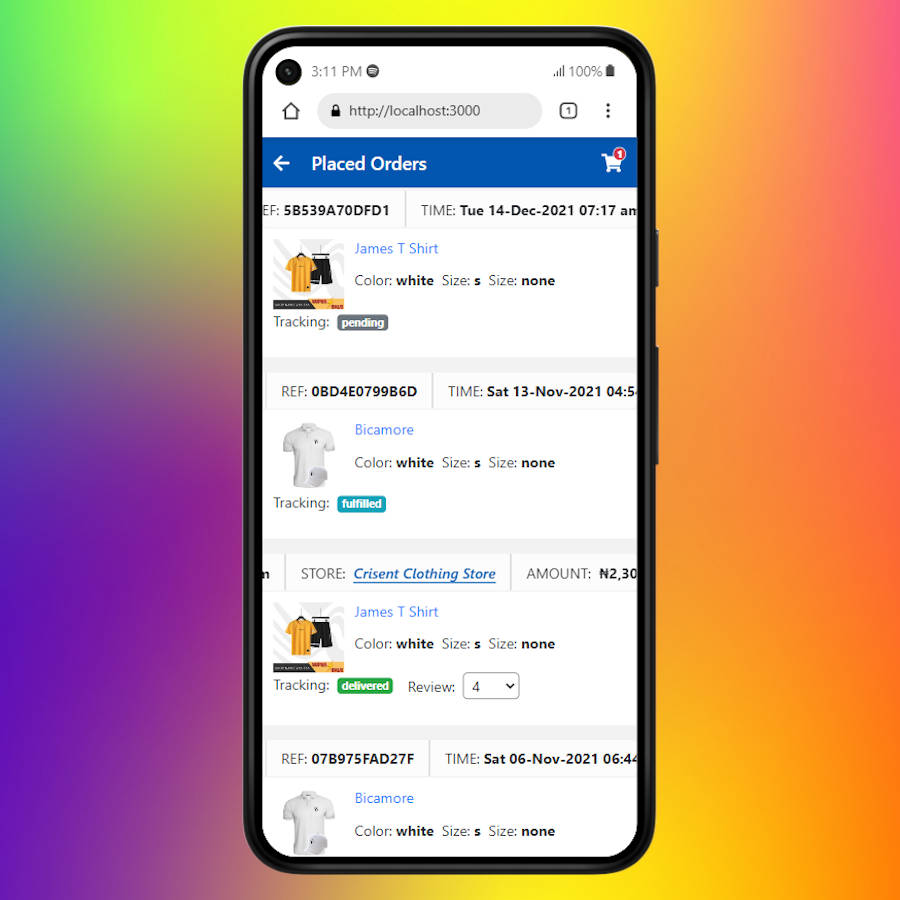 3:11 PM 100%
http://localhost:3000 1
Placed Orders 1
EF: 5B539A70DFD1 TIME: Tue 14-Dec-2021 07:17 am
James T Shirt
Color: white Size: s Size: none
Tracking: pending
REF: 0BD4E0799B6D TIME: Sat 13-Nov-2021 04:54
Bicamore
Color: white Size: s Size: none
Tracking: fulfilled
m STORE: Crisent Clothing Store AMOUNT: ₦2,30
James T Shirt
Color: white Size: s Size: none
Tracking: delivered Review: 4
REF: 07B975FAD27F TIME: Sat 06-Nov-2021 06:44
Bicamore
Color: white Size: s Size: none